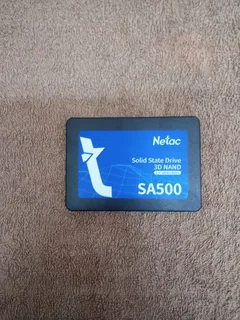 Netac
Solid State Drive
3D NAND
SA500